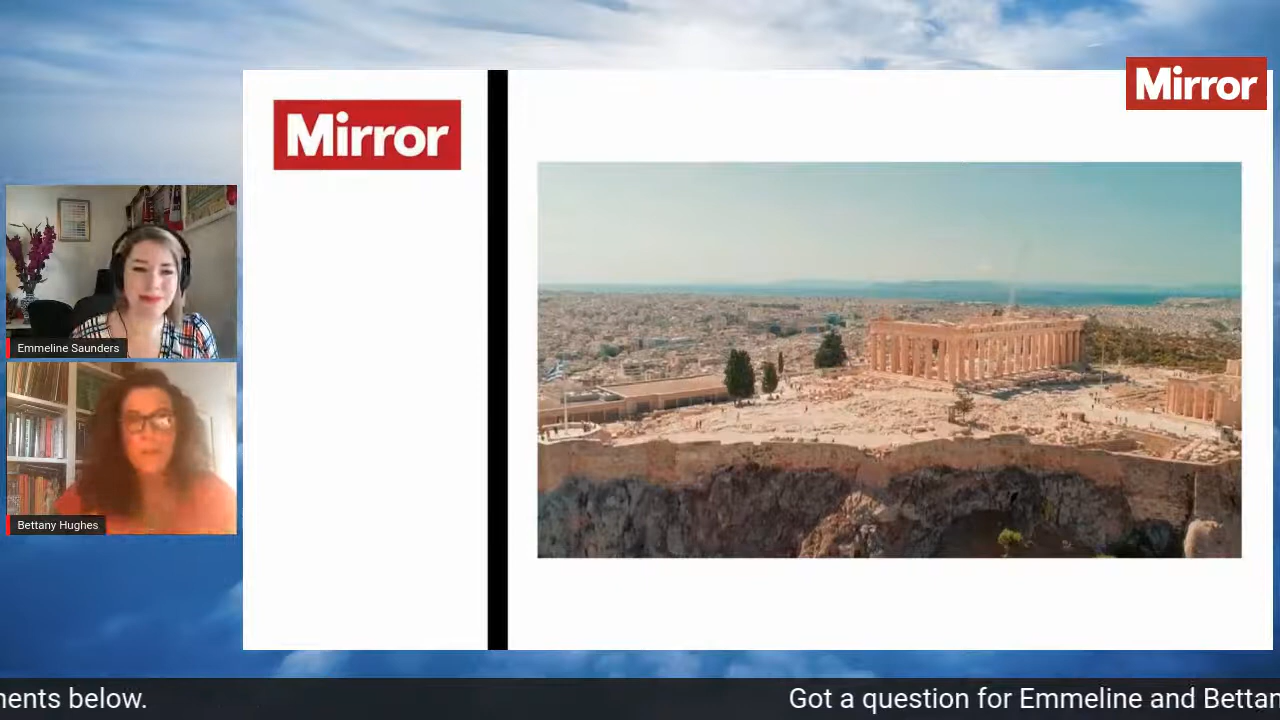 Mirror
Mirror
Emmeline Saunders
Bettany Hughes
nents below.
Got a question for Emmeline and Bettan